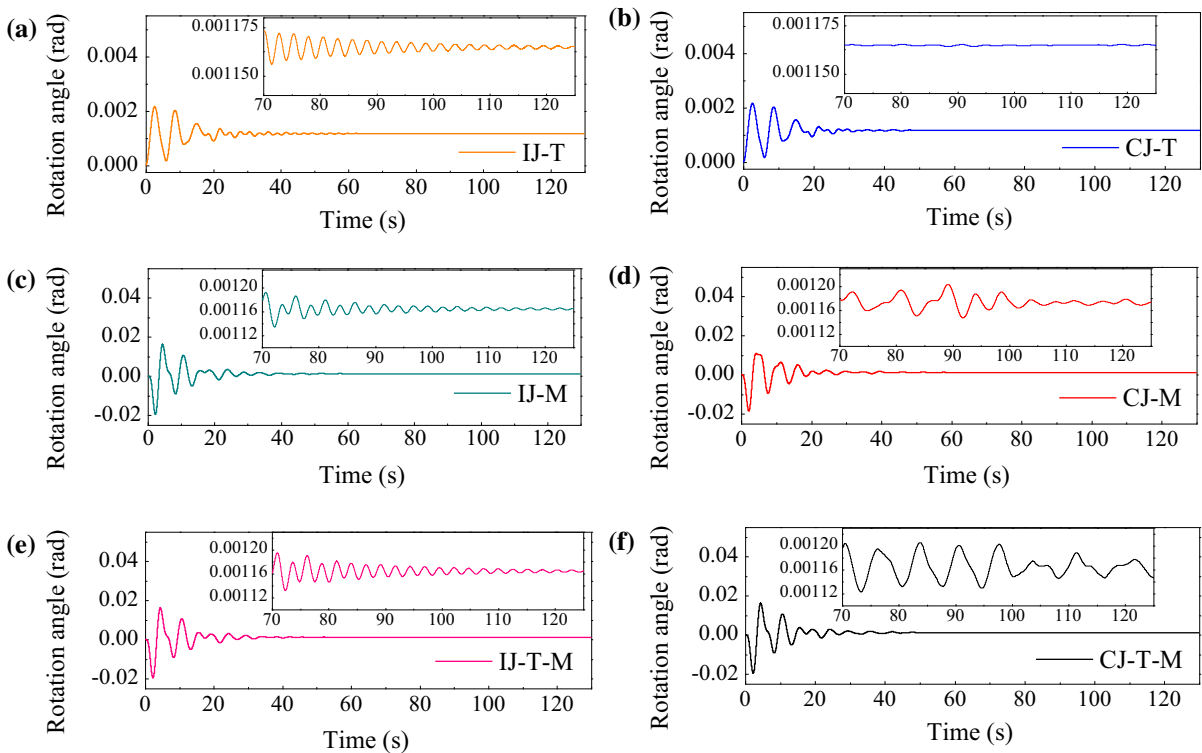 (a)
Rotation angle (rad)
0.004
0.002
0.000
0.001175
0.001150
70 80 90 100 110 120
IJ-T
0 20 40 60 80 100 120
Time (s)
(b)
Rotation angle (rad)
0.004
0.002
0.000
0.001175
0.001150
70 80 90 100 110 120
CJ-T
0 20 40 60 80 100 120
Time (s)
(c)
Rotation angle (rad)
0.04
0.02
0.00
-0.02
0.00120
0.00116
0.00112
70 80 90 100 110 120
IJ-M
0 20 40 60 80 100 120
Time (s)
(d)
Rotation angle (rad)
0.04
0.02
0.00
-0.02
0.00120
0.00116
0.00112
70 80 90 100 110 120
CJ-M
0 20 40 60 80 100 120
Time (s)
(e)
Rotation angle (rad)
0.04
0.02
0.00
-0.02
0.00120
0.00116
0.00112
70 80 90 100 110 120
IJ-T-M
0 20 40 60 80 100 120
Time (s)
(f)
Rotation angle (rad)
0.04
0.02
0.00
-0.02
0.00120
0.00116
0.00112
70 80 90 100 110 120
CJ-T-M
0 20 40 60 80 100 120
Time (s)